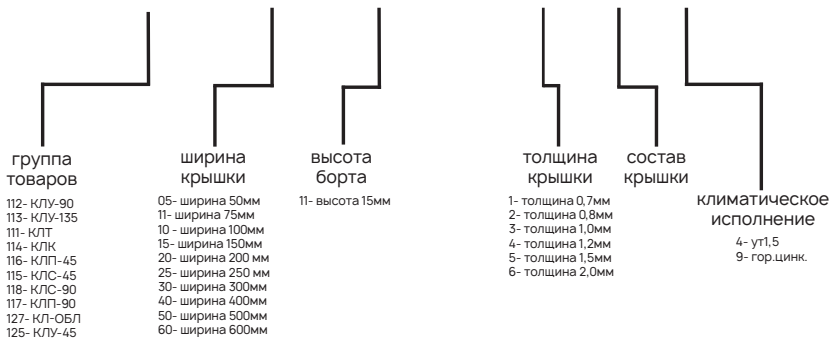 группа
товаров
112- КЛУ-90
113- КЛУ-135
111- КЛТ
114- КЛК
116- КЛП-45
115- КЛС-45
118- КЛС-90
117- КЛП-90
127- КЛ-ОБЛ
125- КЛУ-45
ширина
крышки
05- ширина 50мм
11- ширина 75мм
10 - ширина 100мм
15- ширина 150мм
20- ширина 200 мм
25- ширина 250 мм
30- ширина 300мм
40- ширина 400мм
50- ширина 500мм
60- ширина 600мм
высота
борта
11- высота 15мм
толщина
крышки
1- толщина 0,7мм
2- толщина 0,8мм
3- толщина 1,0мм
4- толщина 1,2мм
5- толщина 1,5мм
6- толщина 2,0мм
состав
крышки
климатическое
исполнение
4- ут1,5
9- гор.цинк.